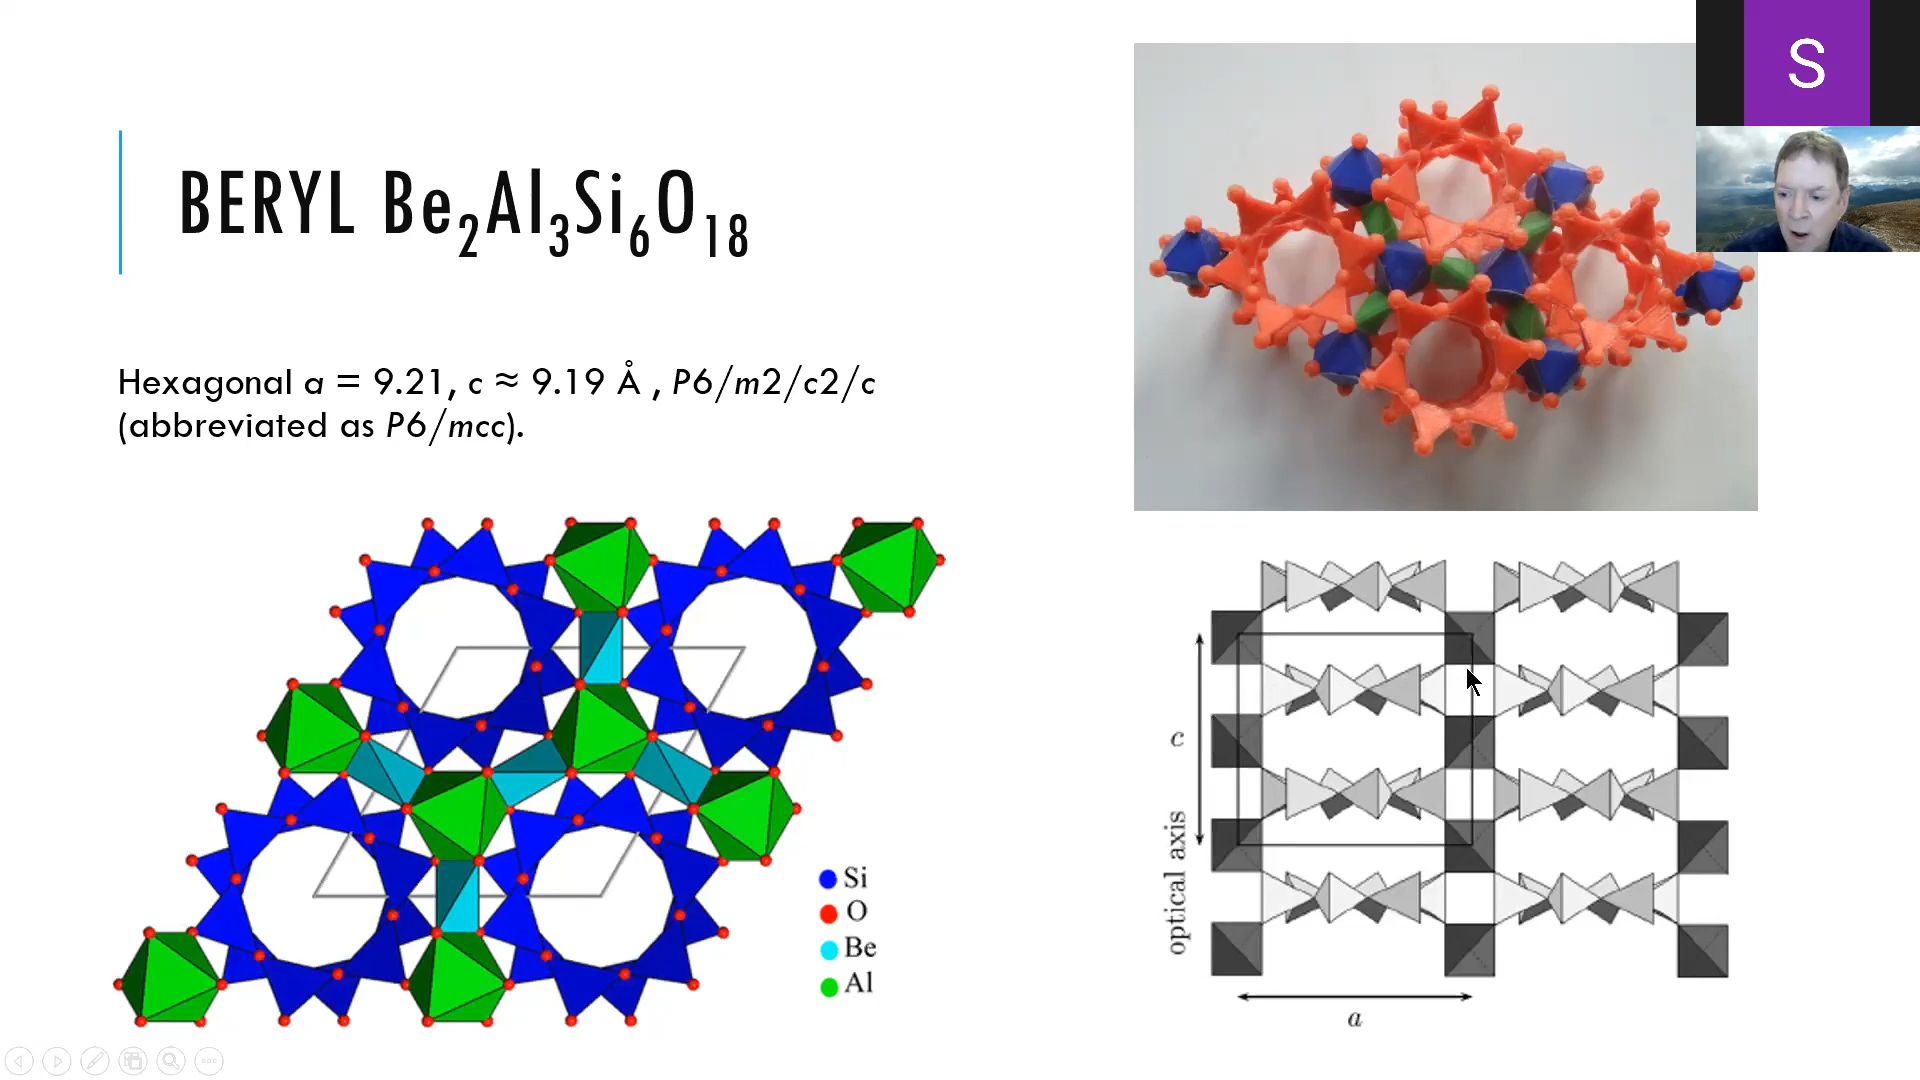 BERYL Be2Al3Si6O18
Hexagonal a = 9.21, c ≈ 9.19 Å , P6/m2/c2/c
(abbreviated as P6/mcc).
Si
O
Be
Al
S
c
optical axis
a